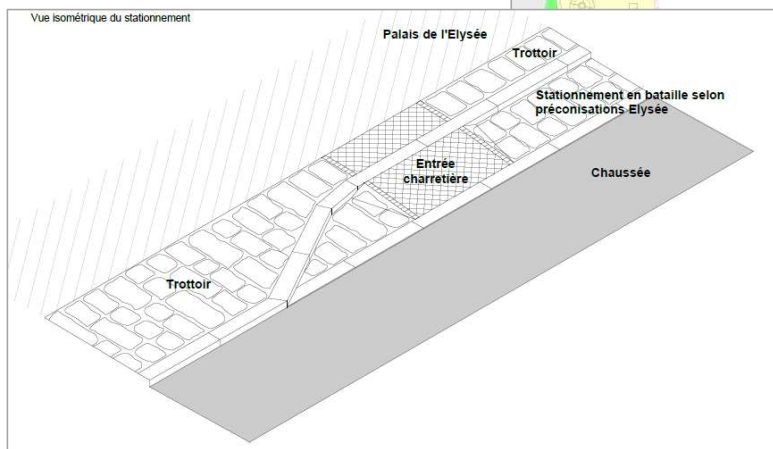 Vue isométrique du stationnement
Palais de l'Elysée
Trottoir
Stationnement en bataille selon
préconisations Elysée
Entrée
charretière
Chaussée
Trottoir